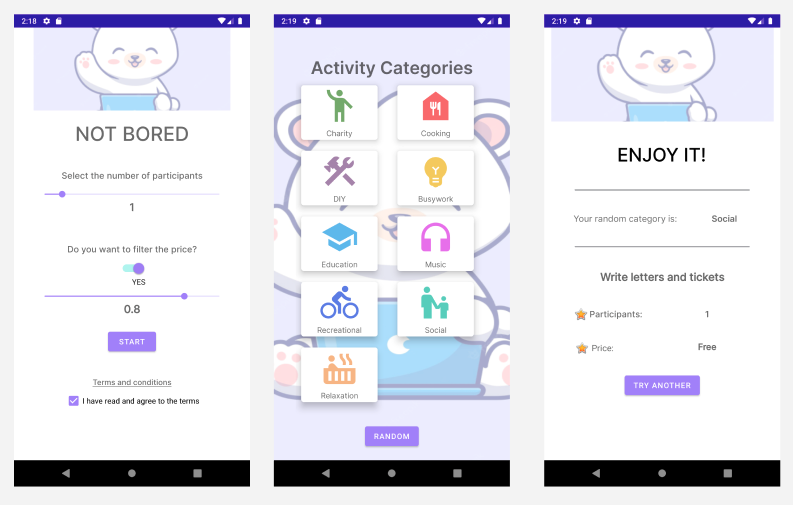 2:18
NOT BORED
Select the number of participants
1
Do you want to filter the price?
YES
0.8
START
Terms and conditions
I have read and agree to the terms
2:19
Activity Categories
Charity
Cooking
DIY
Busywork
Education
Music
Recreational
Social
Relaxation
RANDOM
2:19
ENJOY IT!
Your random category is: Social
Write letters and tickets
Participants: 1
Price: Free
TRY ANOTHER